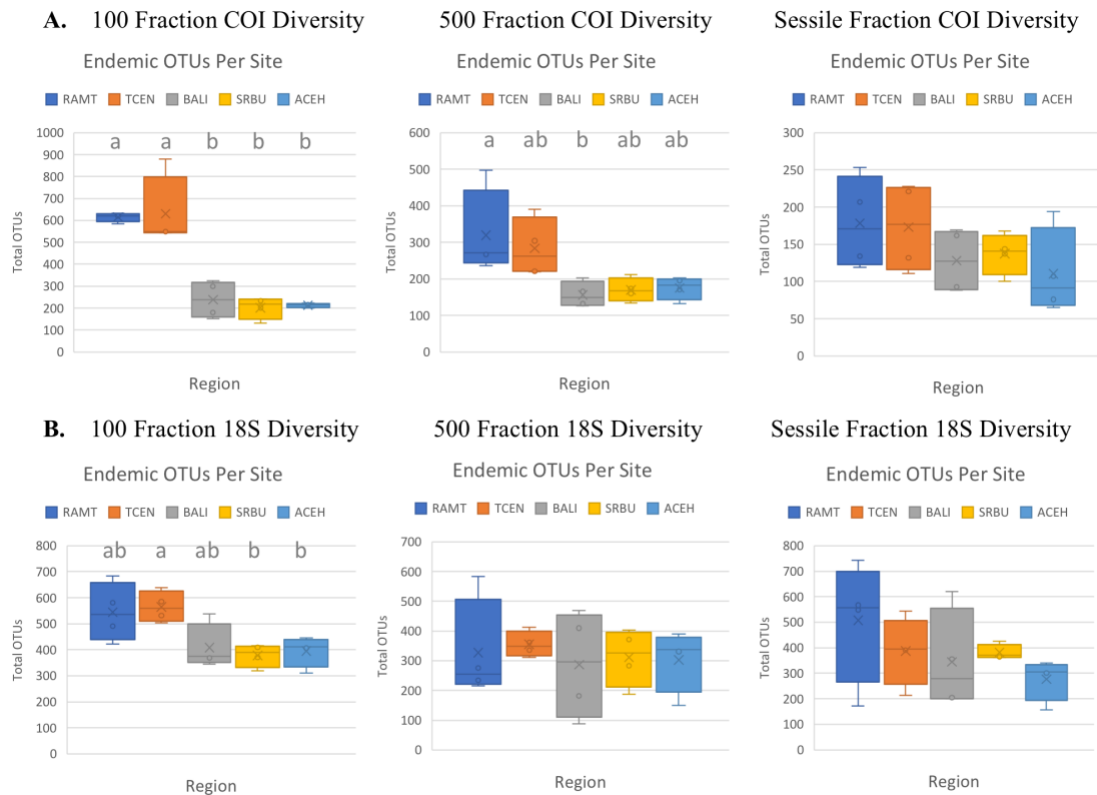 A. 100 Fraction COI Diversity
500 Fraction COI Diversity
Sessile Fraction COI Diversity
Endemic OTUs Per Site
Endemic OTUs Per Site
Endemic OTUs Per Site
RAMT TCEN BALI SRBU ACEH
RAMT TCEN BALI SRBU ACEH
RAMT TCEN BALI SRBU ACEH
1000
900
800
700
600
500
400
300
200
100
0
Total OTUs
a a b b b
Region
600
500
400
300
200
100
0
Total OTUs
a ab b ab ab
Region
300
250
200
150
100
50
0
Total OTUs
Region
B. 100 Fraction 18S Diversity
500 Fraction 18S Diversity
Sessile Fraction 18S Diversity
Endemic OTUs Per Site
Endemic OTUs Per Site
Endemic OTUs Per Site
RAMT TCEN BALI SRBU ACEH
RAMT TCEN BALI SRBU ACEH
RAMT TCEN BALI SRBU ACEH
800
700
600
500
400
300
200
100
0
Total OTUs
ab a ab b b
Region
700
600
500
400
300
200
100
0
Total OTUs
Region
800
700
600
500
400
300
200
100
0
Total OTUs
Region